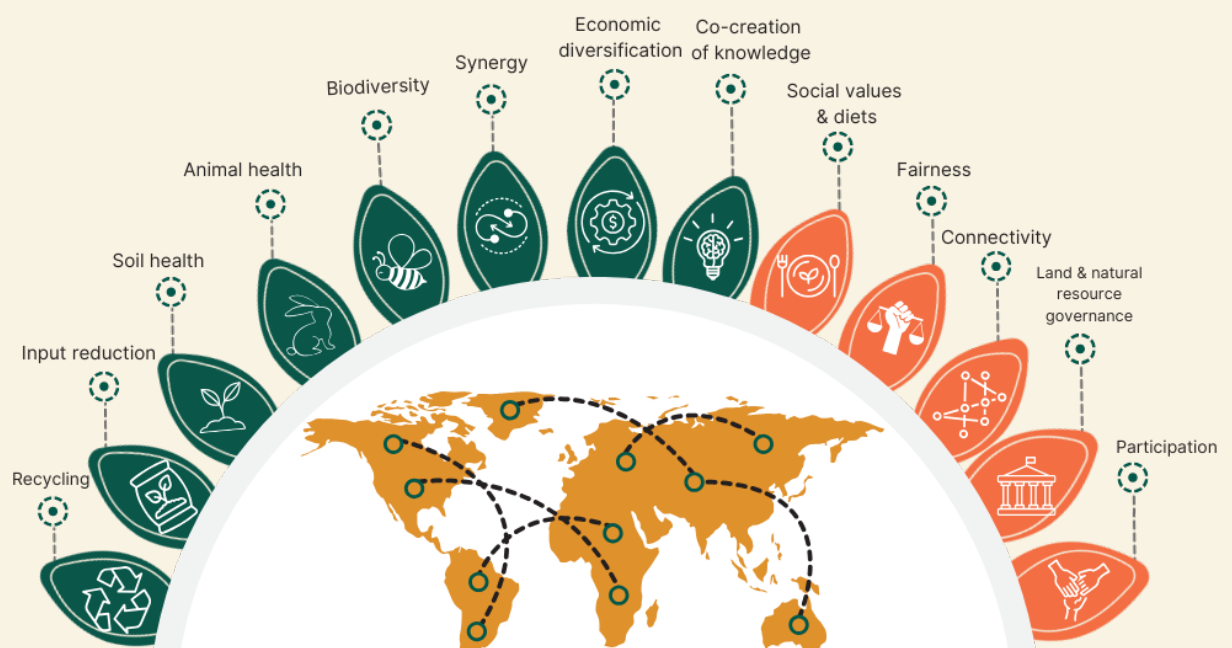 Recycling
Input reduction
Soil health
Animal health
Biodiversity
Synergy
Economic
diversification
Co-creation
of knowledge
Social values
& diets
Fairness
Connectivity
Land & natural
resource
governance
Participation
$